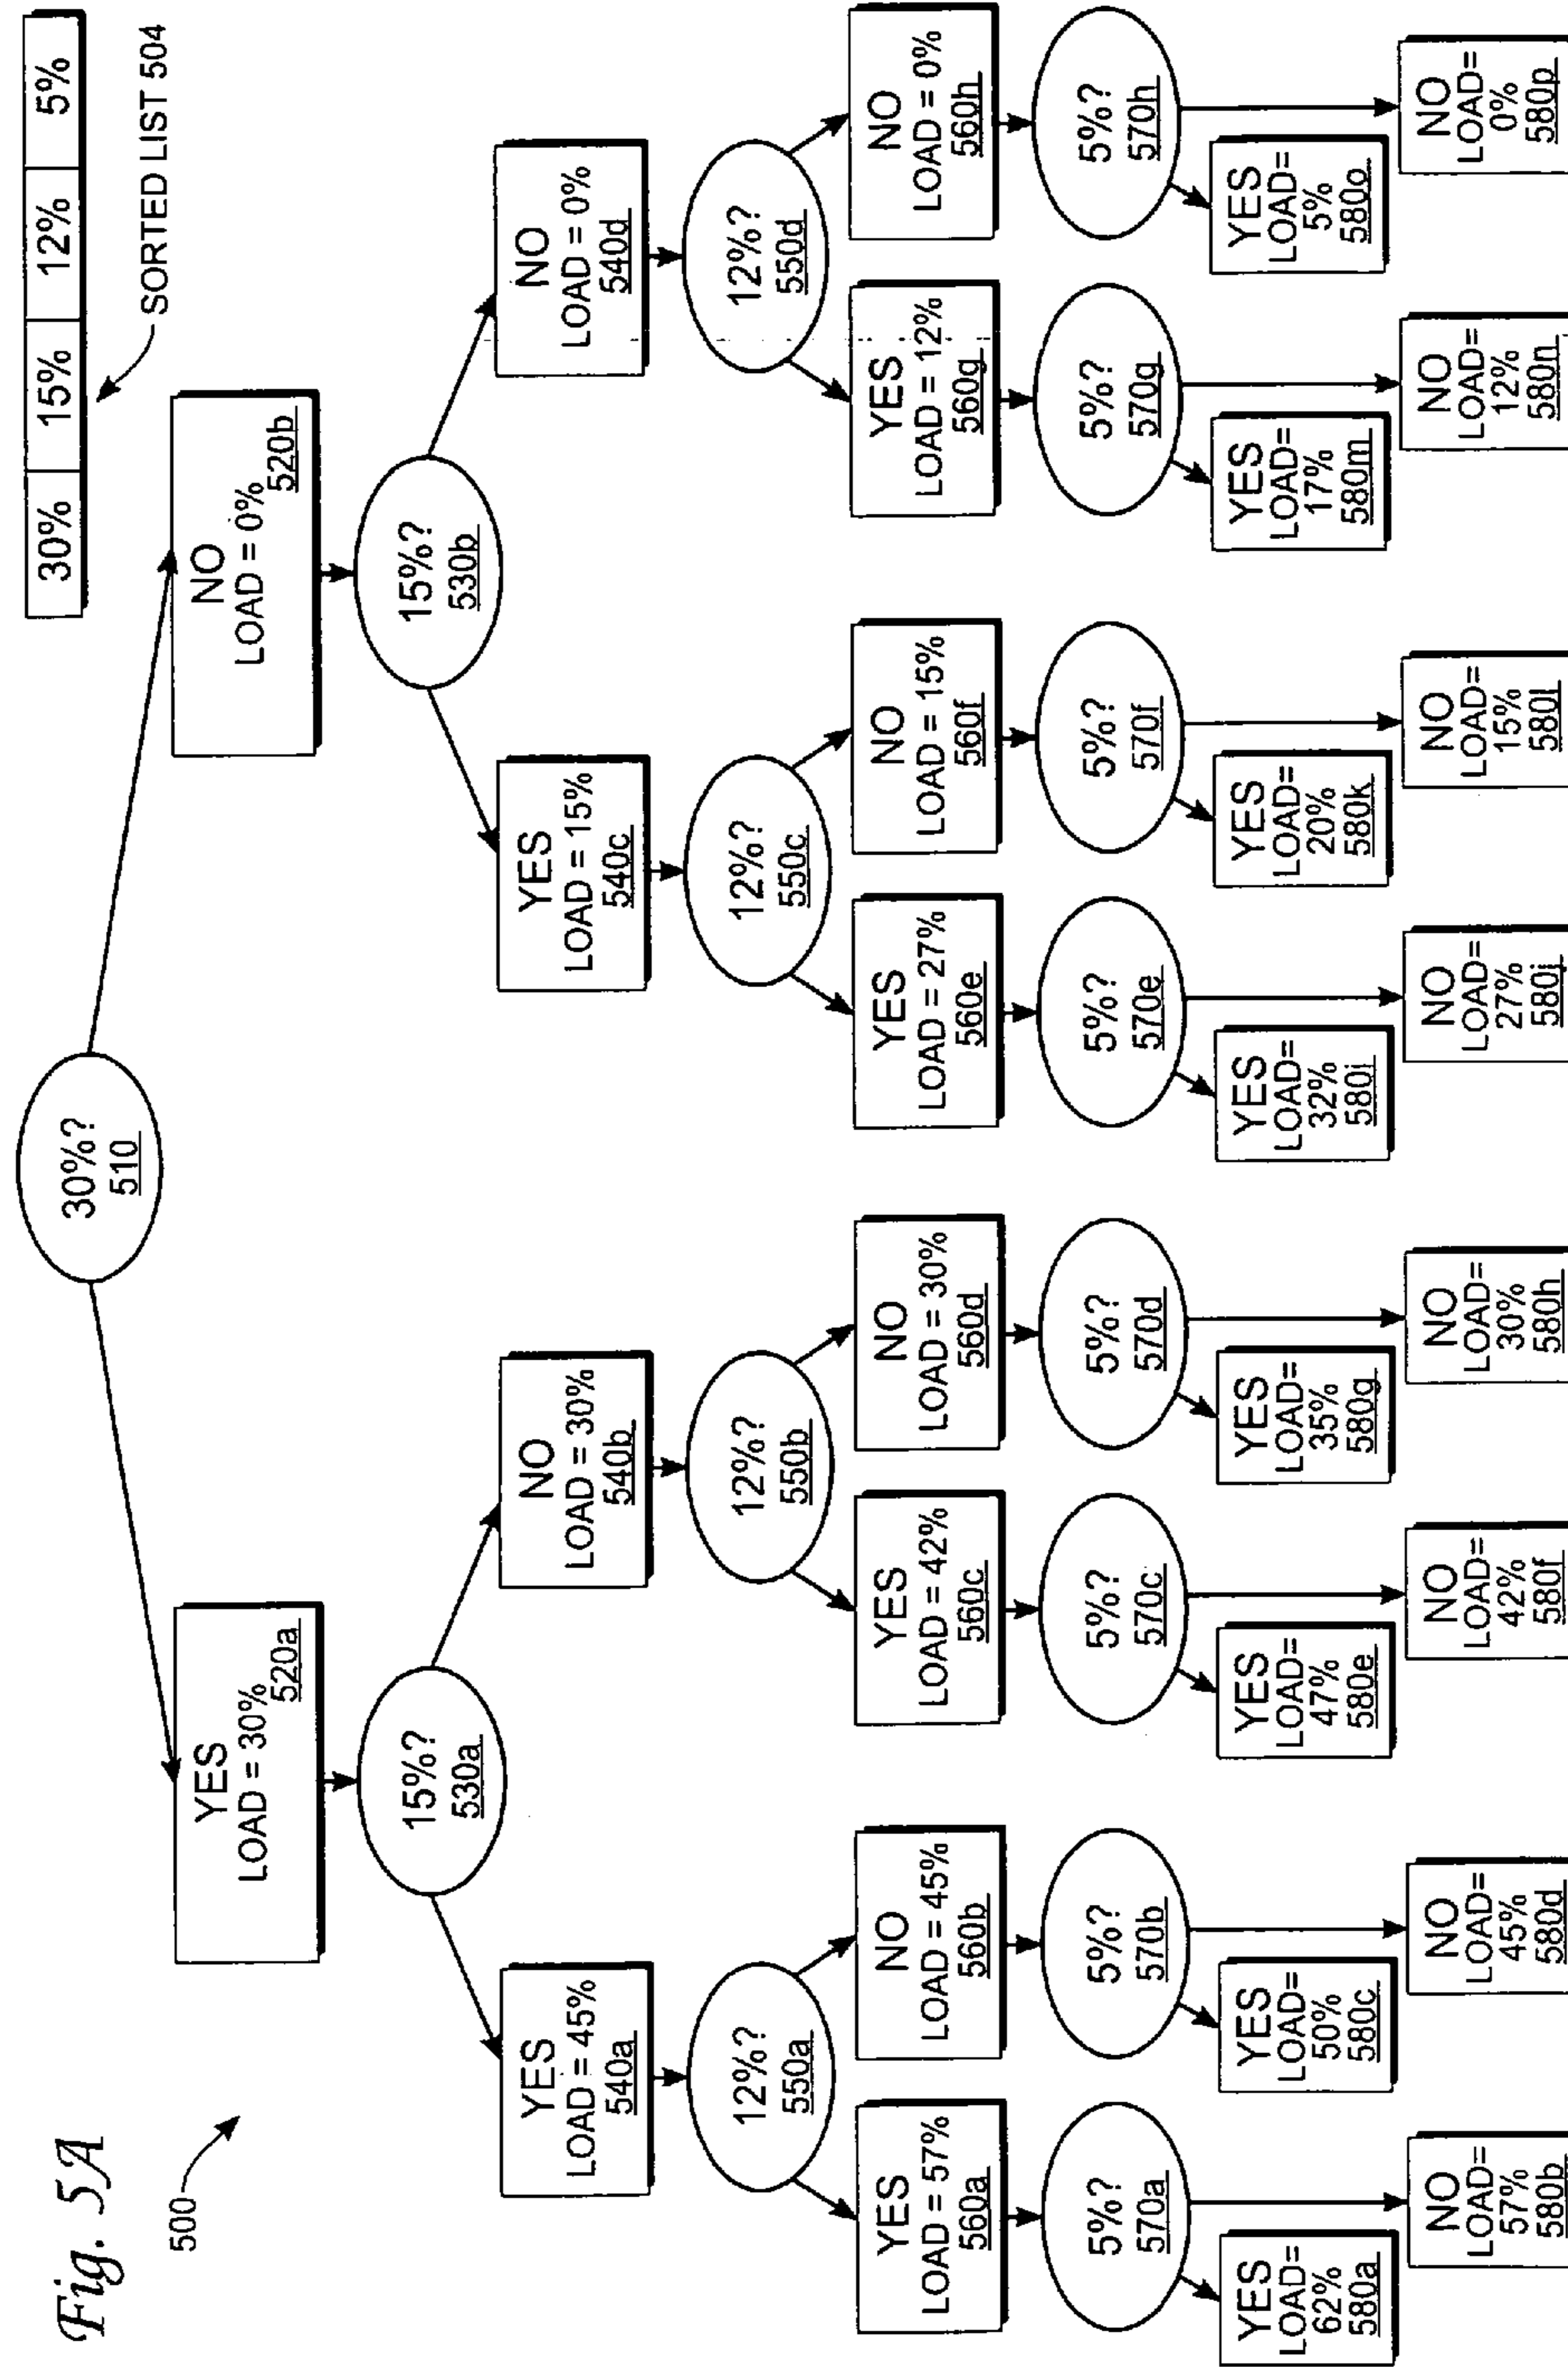 Fig. 5A
500
30%
15%
12%
5%
SORTED LIST 504
30%?
510
YES
LOAD = 30%
520a
NO
LOAD = 0%
520b
15%?
530a
15%?
530b
YES
LOAD = 45%
540a
NO
LOAD = 30%
540b
YES
LOAD = 15%
540c
NO
LOAD = 0%
540d
12%?
550a
12%?
550b
12%?
550c
12%?
550d
YES
LOAD = 57%
560a
NO
LOAD = 45%
560b
YES
LOAD = 42%
560c
NO
LOAD = 30%
560d
YES
LOAD = 27%
560e
NO
LOAD = 15%
560f
YES
LOAD = 12%
560g
NO
LOAD = 0%
560h
5%?
570a
5%?
570b
5%?
570c
5%?
570d
5%?
570e
5%?
570f
5%?
570g
5%?
570h
YES
LOAD=
62%
580a
NO
LOAD=
57%
580b
YES
LOAD=
50%
580c
NO
LOAD=
45%
580d
YES
LOAD=
47%
580e
NO
LOAD=
42%
580f
YES
LOAD=
35%
580g
NO
LOAD=
30%
580h
YES
LOAD=
32%
580i
NO
LOAD=
27%
580j
YES
LOAD=
20%
580k
NO
LOAD=
15%
580l
YES
LOAD=
17%
580m
NO
LOAD=
12%
580n
YES
LOAD=
5%
580o
NO
LOAD=
0%
580p